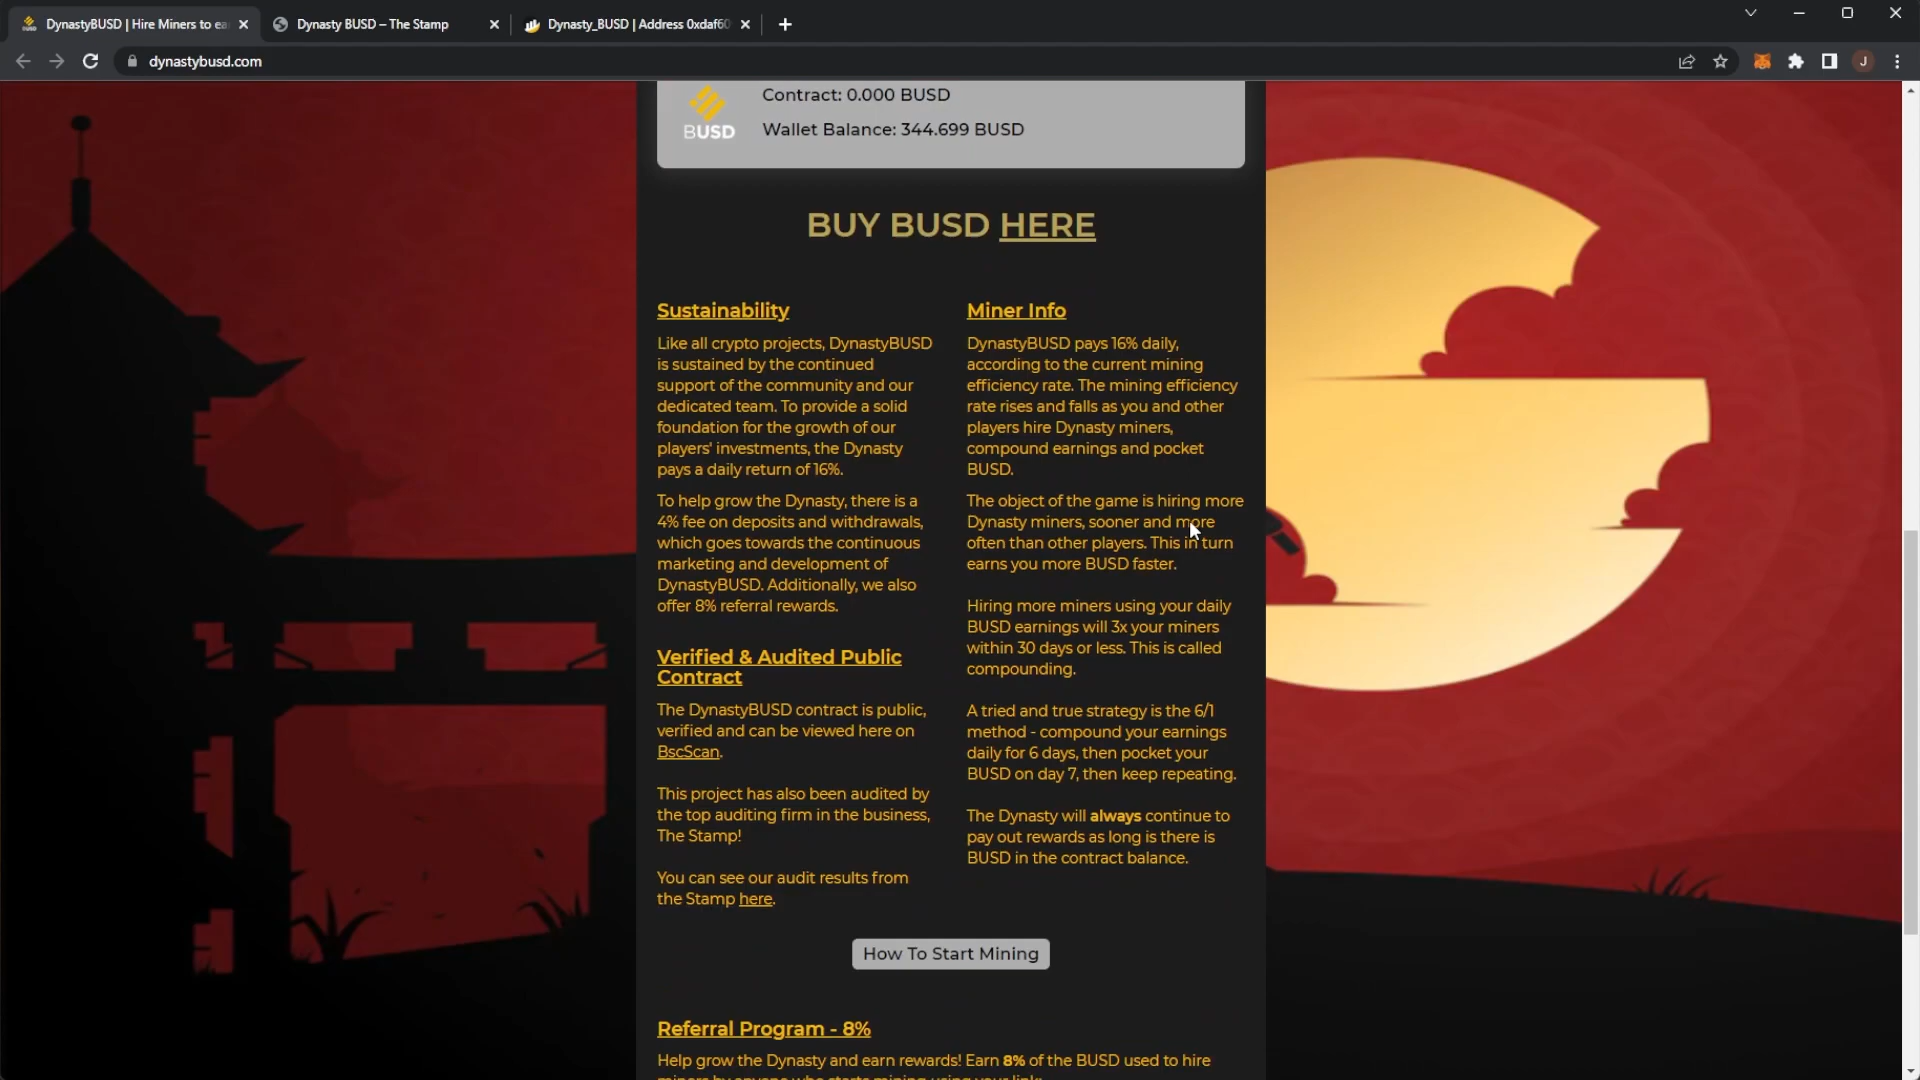 DynastyBUSD | Hire Miners to ea
Dynasty BUSD – The Stamp
Dynasty_BUSD | Address 0xdaf60
dynastybusd.com
J
BUSD
Contract: 0.000 BUSD
Wallet Balance: 344.699 BUSD
BUY BUSD HERE
Sustainability
Like all crypto projects, DynastyBUSD
is sustained by the continued
support of the community and our
dedicated team. To provide a solid
foundation for the growth of our
players' investments, the Dynasty
pays a daily return of 16%.
To help grow the Dynasty, there is a
4% fee on deposits and withdrawals,
which goes towards the continuous
marketing and development of
DynastyBUSD. Additionally, we also
offer 8% referral rewards.
Verified & Audited Public
Contract
The DynastyBUSD contract is public,
verified and can be viewed here on
BscScan.
This project has also been audited by
the top auditing firm in the business,
The Stamp!
You can see our audit results from
the Stamp here.
Miner Info
DynastyBUSD pays 16% daily,
according to the current mining
efficiency rate. The mining efficiency
rate rises and falls as you and other
players hire Dynasty miners,
compound earnings and pocket
BUSD.
The object of the game is hiring more
Dynasty miners, sooner and more
often than other players. This in turn
earns you more BUSD faster.
Hiring more miners using your daily
BUSD earnings will 3x your miners
within 30 days or less. This is called
compounding.
A tried and true strategy is the 6/1
method - compound your earnings
daily for 6 days, then pocket your
BUSD on day 7, then keep repeating.
The Dynasty will always continue to
pay out rewards as long is there is
BUSD in the contract balance.
How To Start Mining
Referral Program - 8%
Help grow the Dynasty and earn rewards! Earn 8% of the BUSD used to hire
miners by anyone who starts mining using your link: